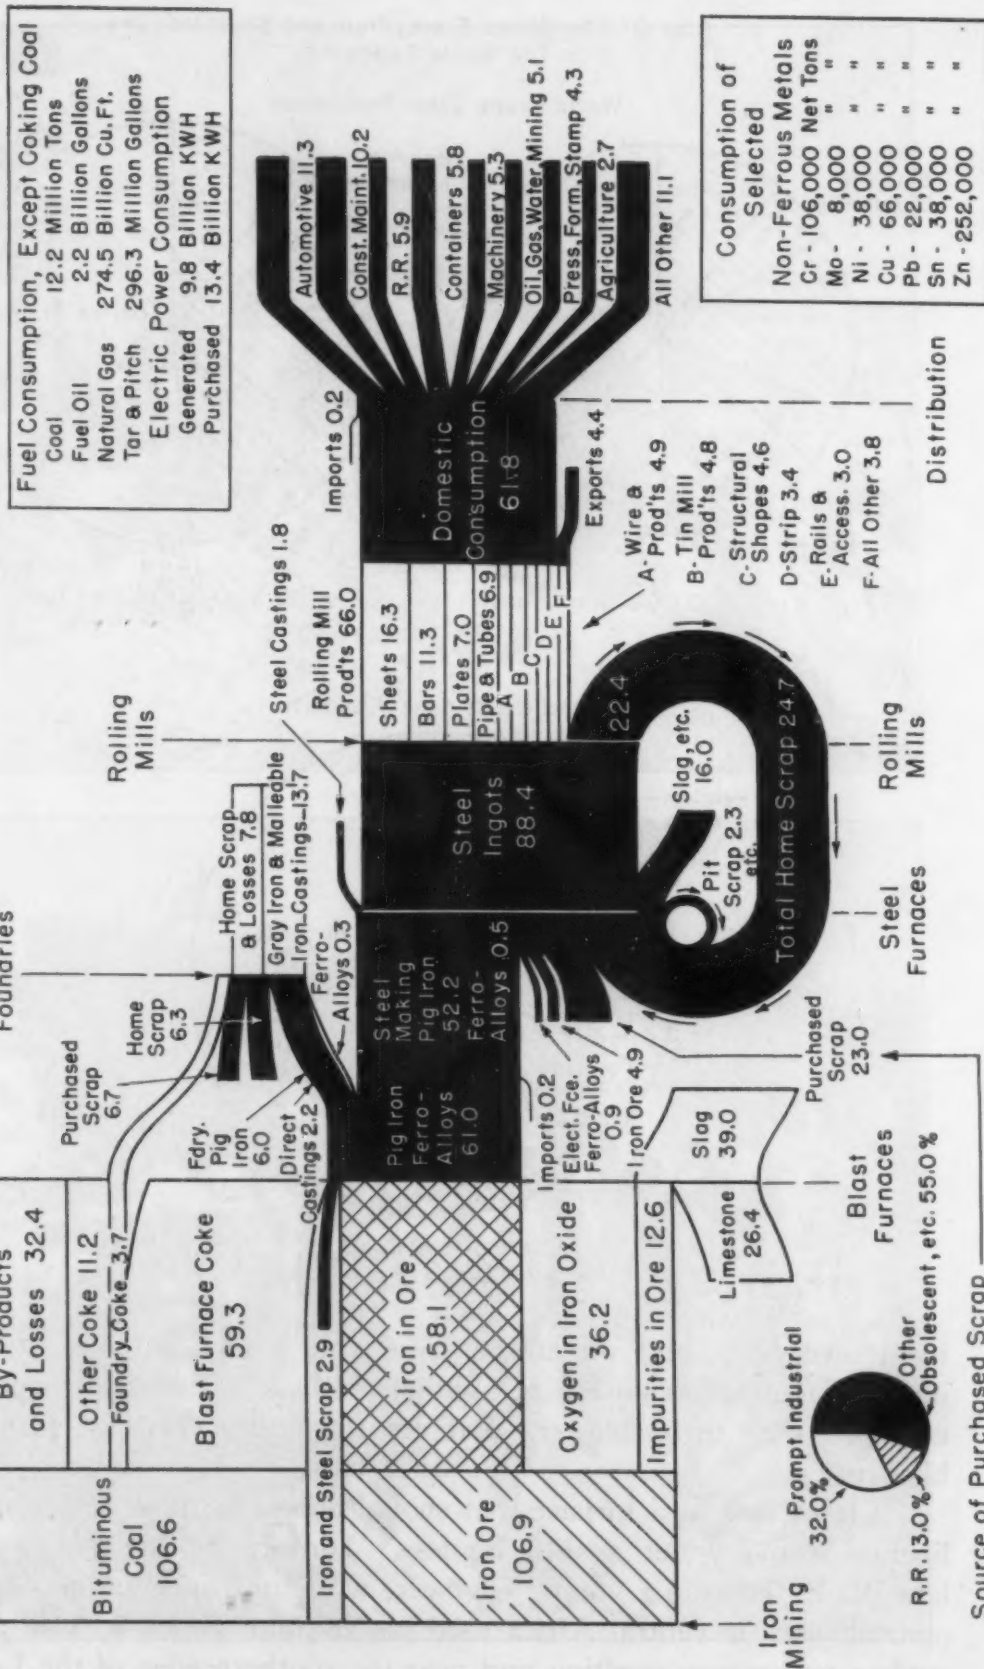 Fuel Consumption, Except Coking Coal
Coal 12.2 Million Tons
Fuel Oil 2.2 Billion Gallons
Natural Gas 274.5 Billion Cu. Ft.
Tar & Pitch 296.3 Million Gallons
Electric Power Consumption
Generated 9.8 Billion KWH
Purchased 13.4 Billion KWH
Foundries
By-Products
and Losses 32.4
Other Coke 11.2
Foundry Coke 3.7
Blast Furnace Coke
59.3
Bituminous
Coal
106.6
Iron and Steel Scrap 2.9
Iron Ore
106.9
Iron in Ore
58.1
Oxygen in Iron Oxide
36.2
Impurities in Ore 12.6
Limestone
26.4
Slag
39.0
Blast
Furnaces
Iron
Mining
Purchased
Scrap
6.7
Home
Scrap
6.3
Fdry.
Pig
Iron
6.0
Direct
Castings 2.2
Ferro-
Alloys 0.3
Home Scrap
& Losses 7.8
Gray Iron & Malleable
Iron Castings 13.7
Pig Iron
Ferro-
Alloys
61.0
Steel
Making
Pig Iron
52.2
Ferro-
Alloys 0.5
Imports 0.2
Elect. Fce.
Ferro-Alloys
0.9
Iron Ore 4.9
Purchased
Scrap
23.0
Steel
Furnaces
Steel
Ingots
88.4
Slag, etc.
16.0
Pit
Scrap 2.3
etc.
Total Home Scrap 24.7
22.4
Rolling
Mills
Rolling
Mills
Steel Castings 1.8
Rolling Mill
Prod'ts 66.0
Sheets 16.3
Bars 11.3
Plates 7.0
Pipe & Tubes 6.9
A
B
C
D
E
F
A- Wire &
Prod'ts 4.9
B- Tin Mill
Prod'ts 4.8
C- Structural
Shapes 4.6
D-Strip 3.4
E-Rails &
Access. 3.0
F-All Other 3.8
Imports 0.2
Domestic
Consumption
61.8
Exports 4.4
Automotive 11.3
Const. Maint. 10.2
R.R. 5.9
Containers 5.8
Machinery 5.3
Oil, Gas, Water, Mining 5.1
Press, Form, Stamp 4.3
Agriculture 2.7
All Other 11.1
Distribution
Consumption of
Selected
Non-Ferrous Metals
Cr - 106,000 Net Tons
Mo - 8,000 " "
Ni - 38,000 " "
Cu - 66,000 " "
Pb - 22,000 " "
Sn - 38,000 " "
Zn - 252,000 " "
Prompt Industrial
32.0%
R.R. 13.0%
Other
Obsolescent, etc. 55.0%
Source of Purchased Scrap